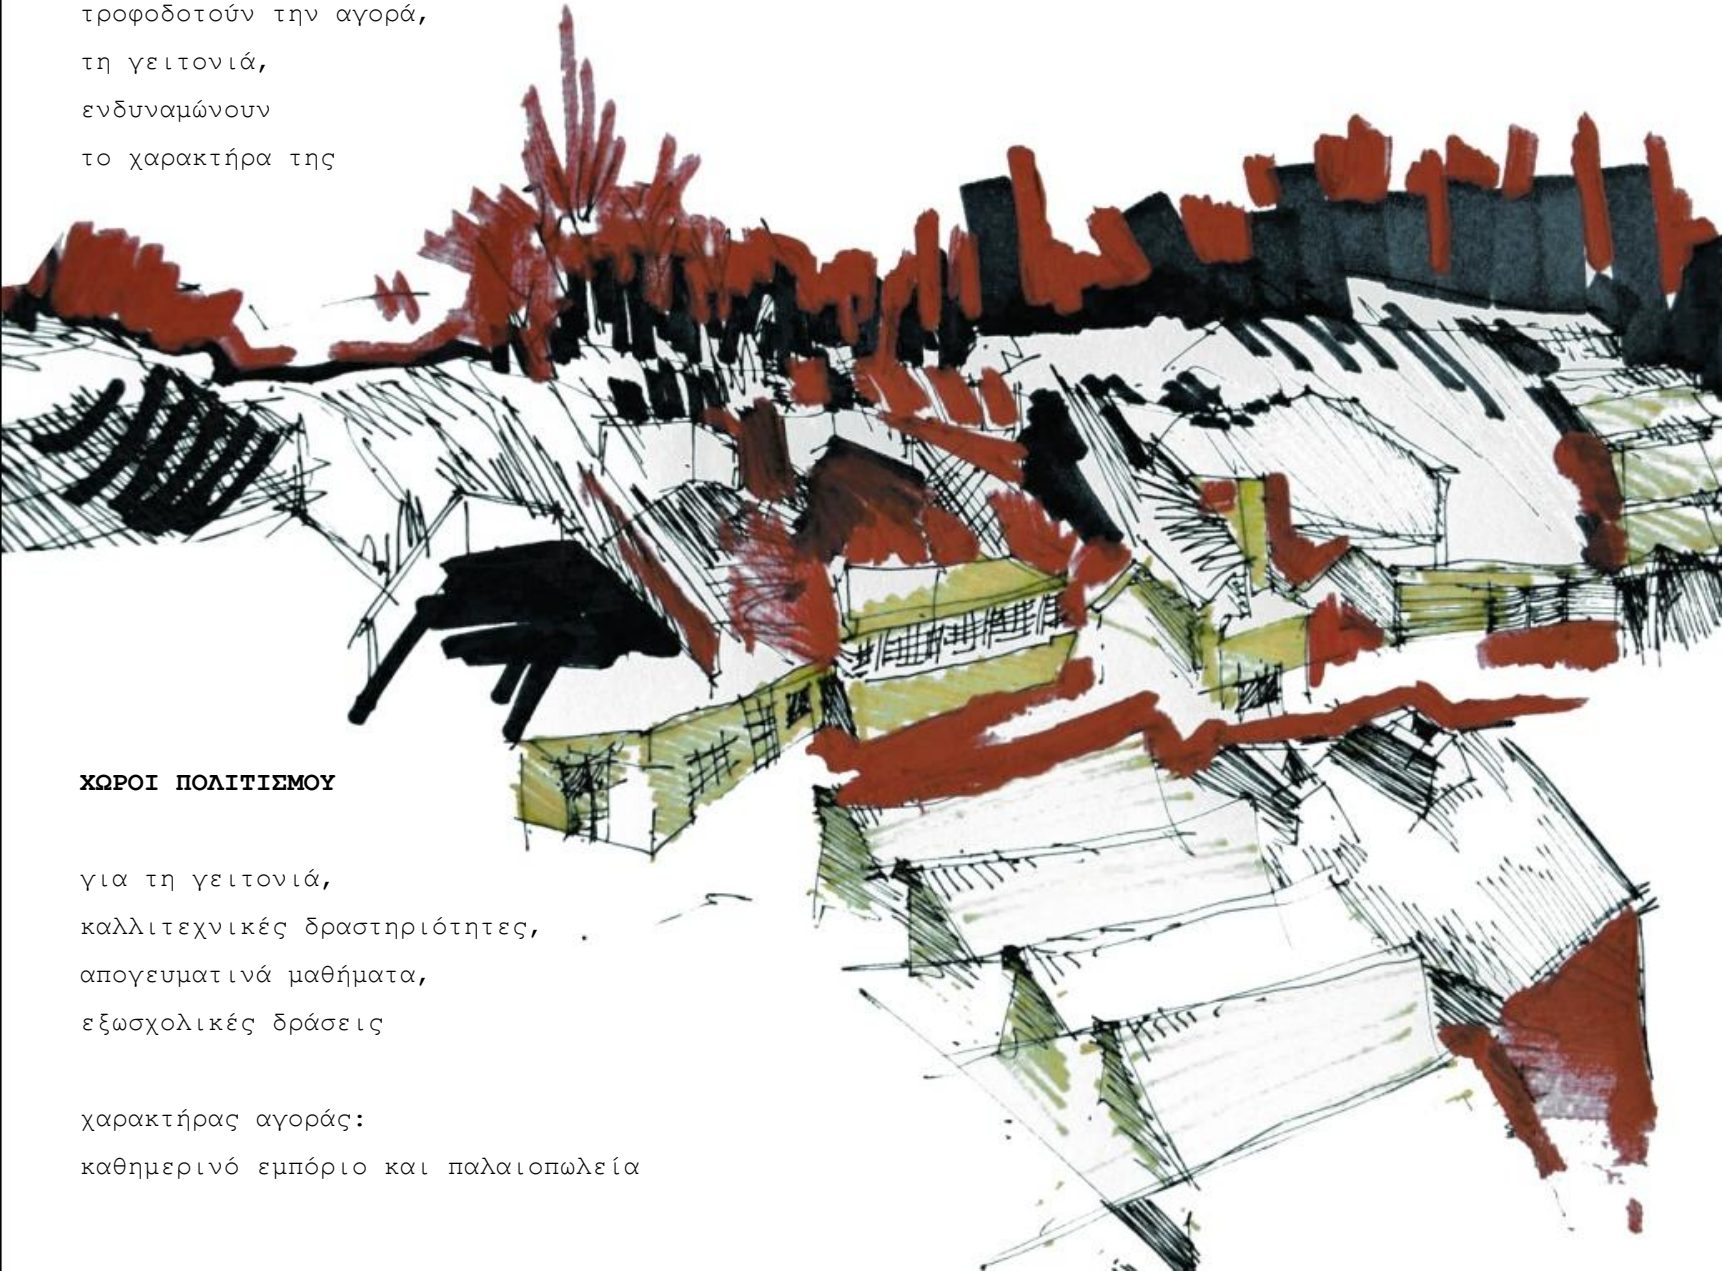 τροφοδοτούν την αγορά,
τη γειτονιά,
ενδυναμώνουν
το χαρακτήρα της
ΧΩΡΟΙ ΠΟΛΙΤΙΣΜΟΥ
για τη γειτονιά,
καλλιτεχνικές δραστηριότητες,
απογευματινά μαθήματα,
εξωσχολικές δράσεις
χαρακτήρας αγοράς:
καθημερινό εμπόριο και παλαιοπωλεία